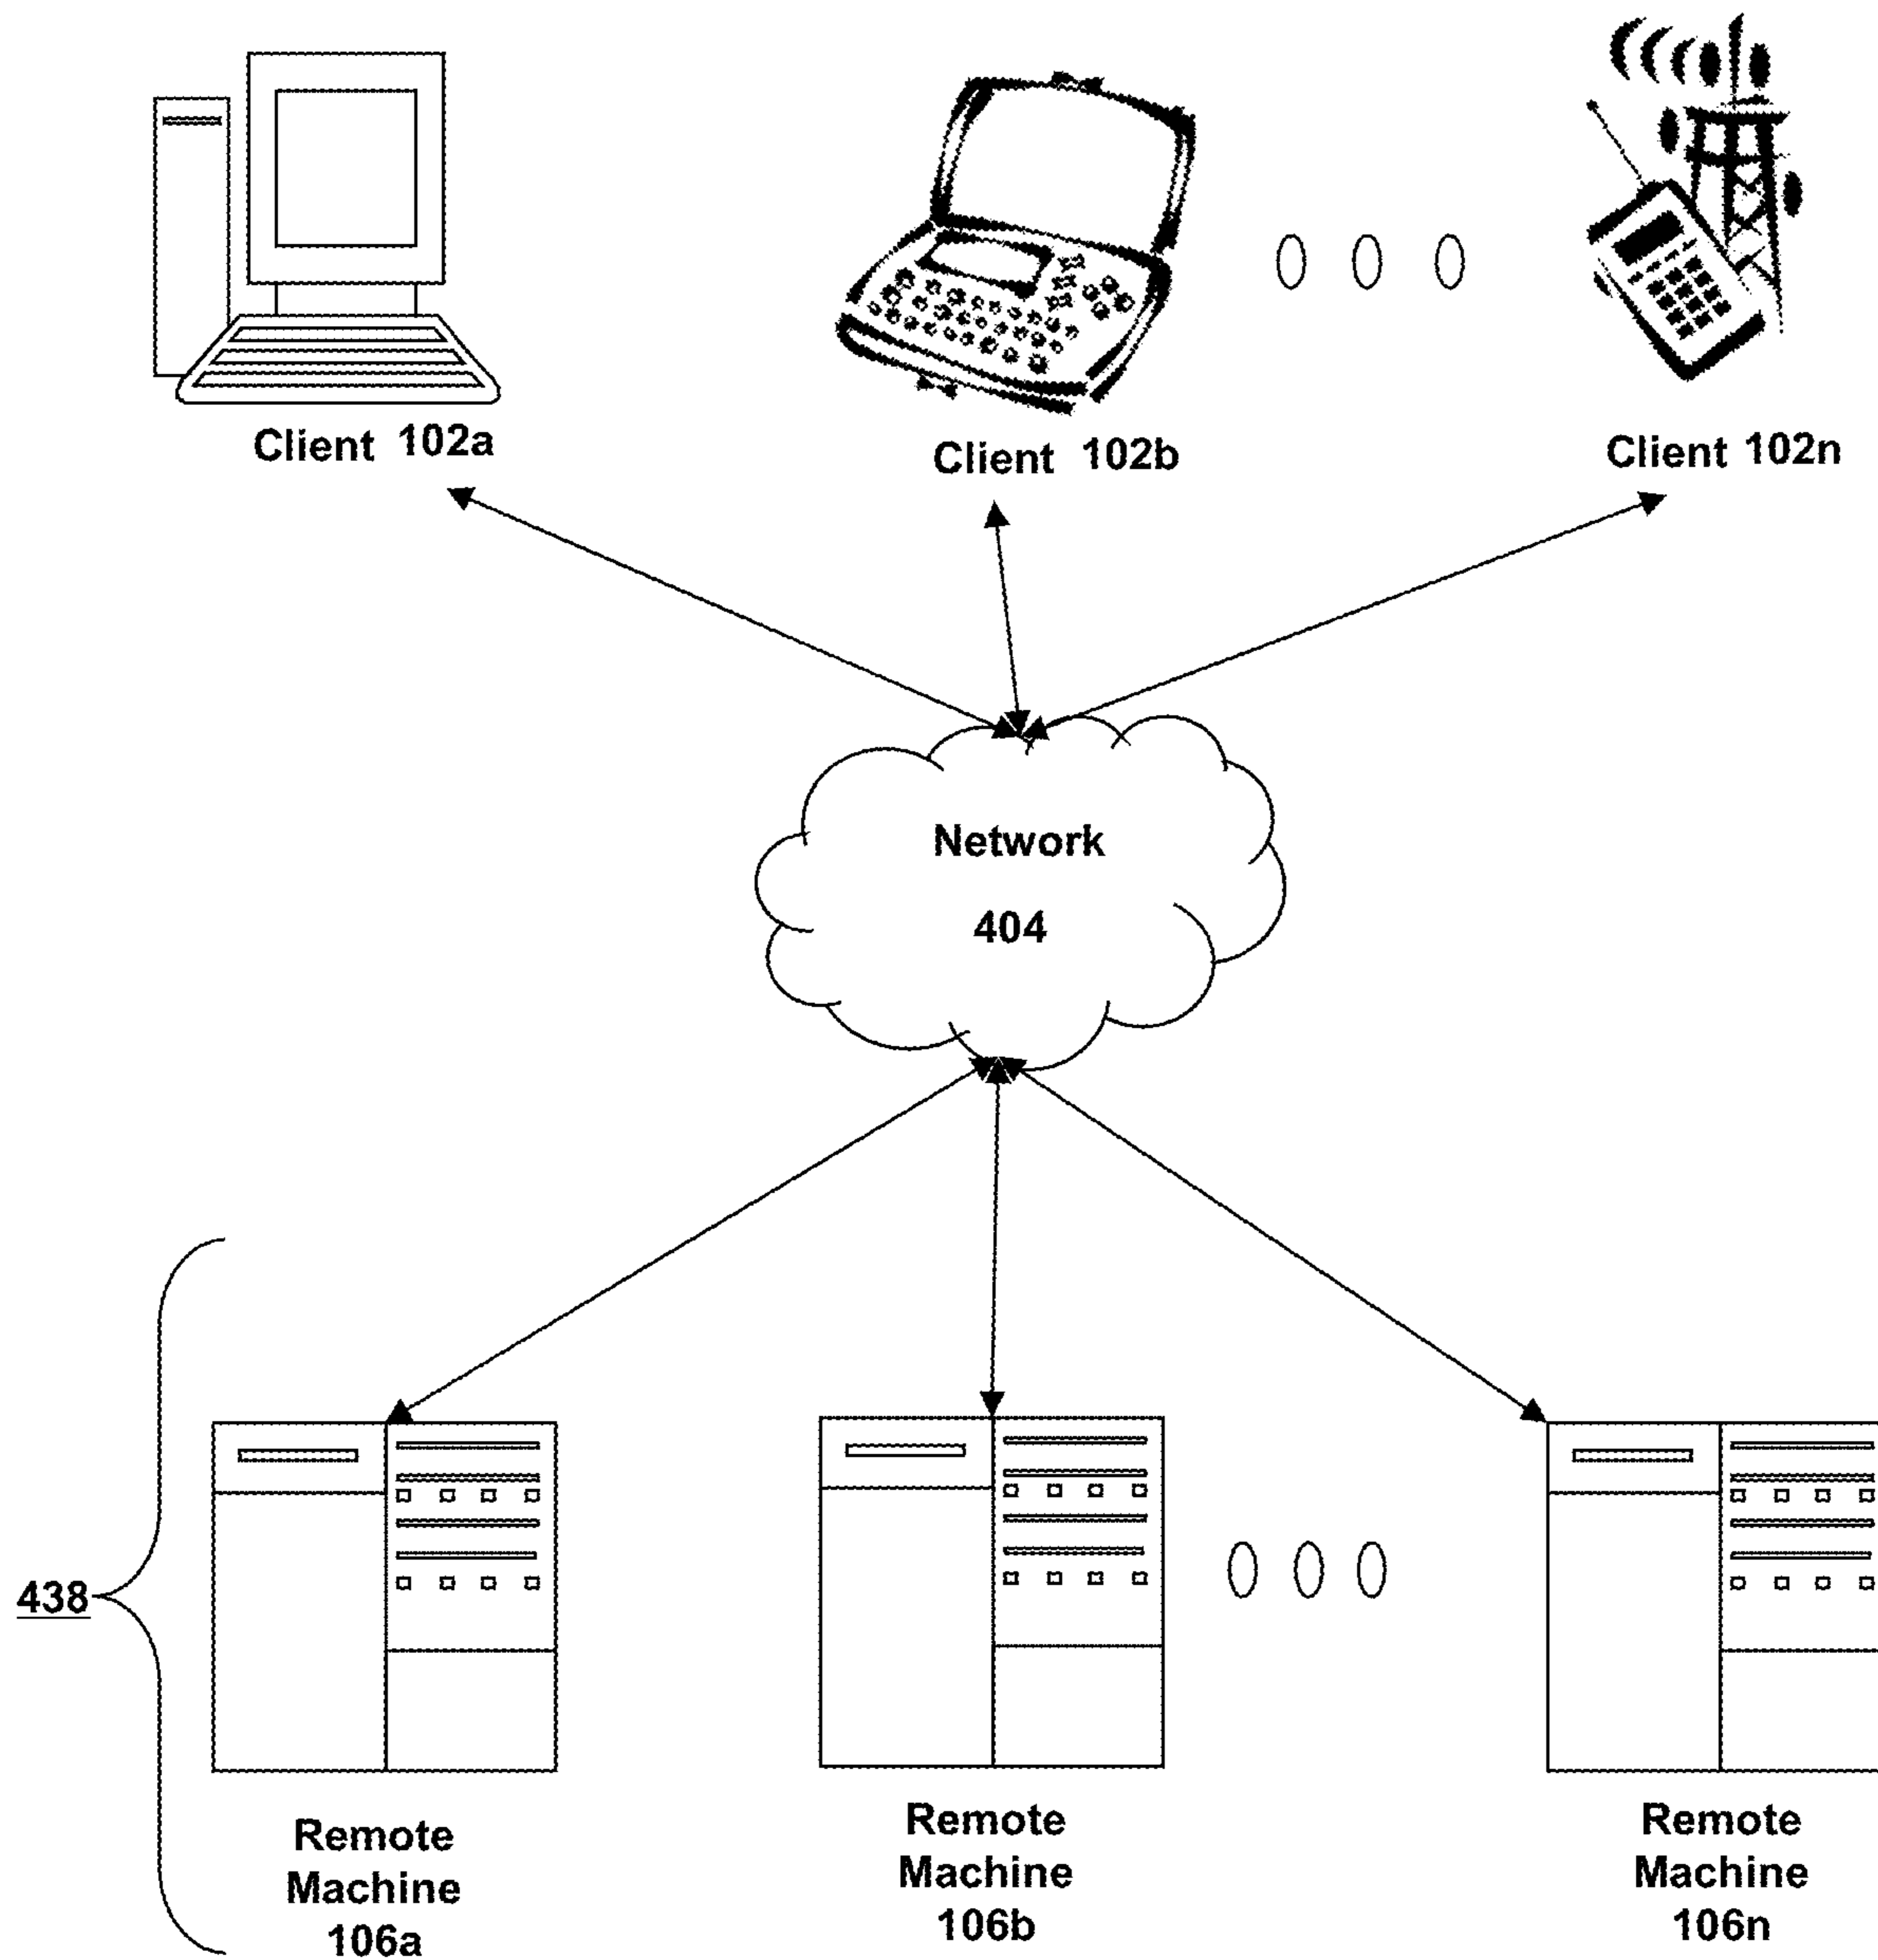 Client 102a
Client 102b
Client 102n
Network
404
438
Remote
Machine
106a
Remote
Machine
106b
Remote
Machine
106n